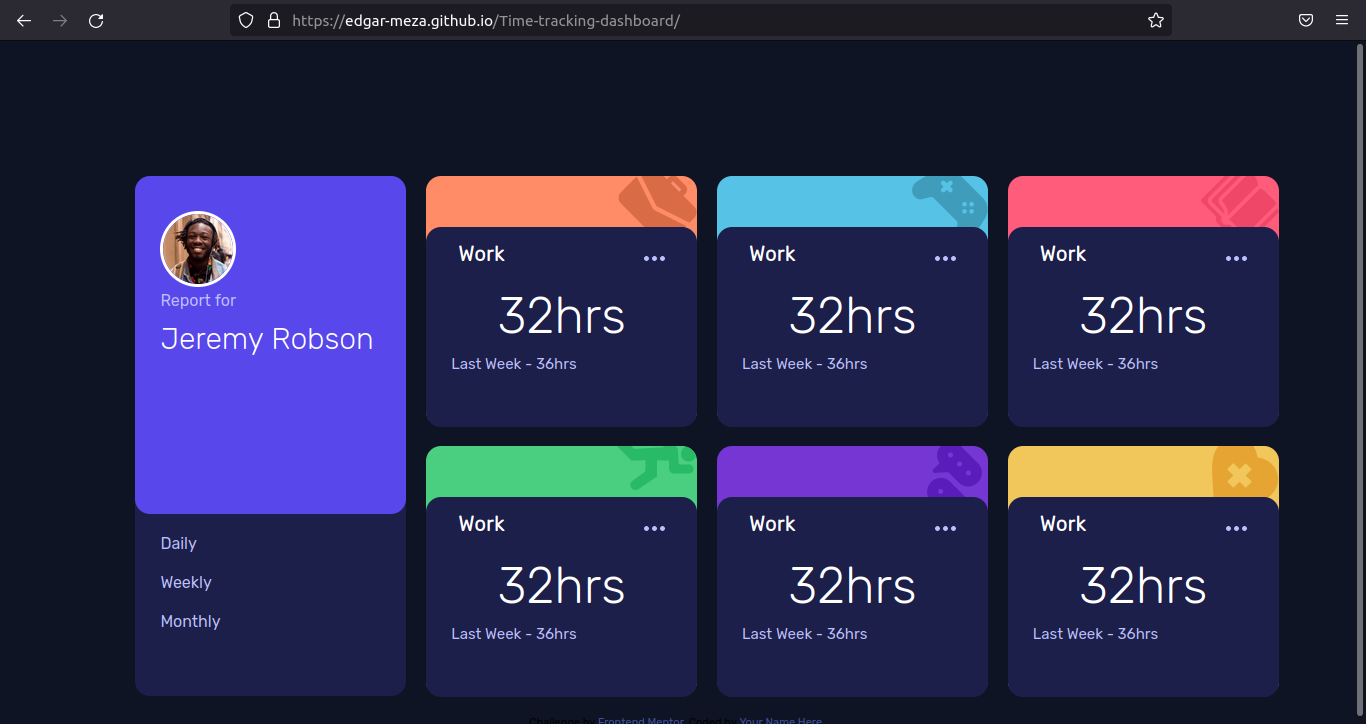 https://edgar-meza.github.io/Time-tracking-dashboard/
Report for
Jeremy Robson
Daily
Weekly
Monthly
Work
32hrs
Last Week - 36hrs
Work
32hrs
Last Week - 36hrs
Work
32hrs
Last Week - 36hrs
Work
32hrs
Last Week - 36hrs
Work
32hrs
Last Week - 36hrs
Work
32hrs
Last Week - 36hrs
Challenge by Frontend Mentor. Coded by Your Name Here.